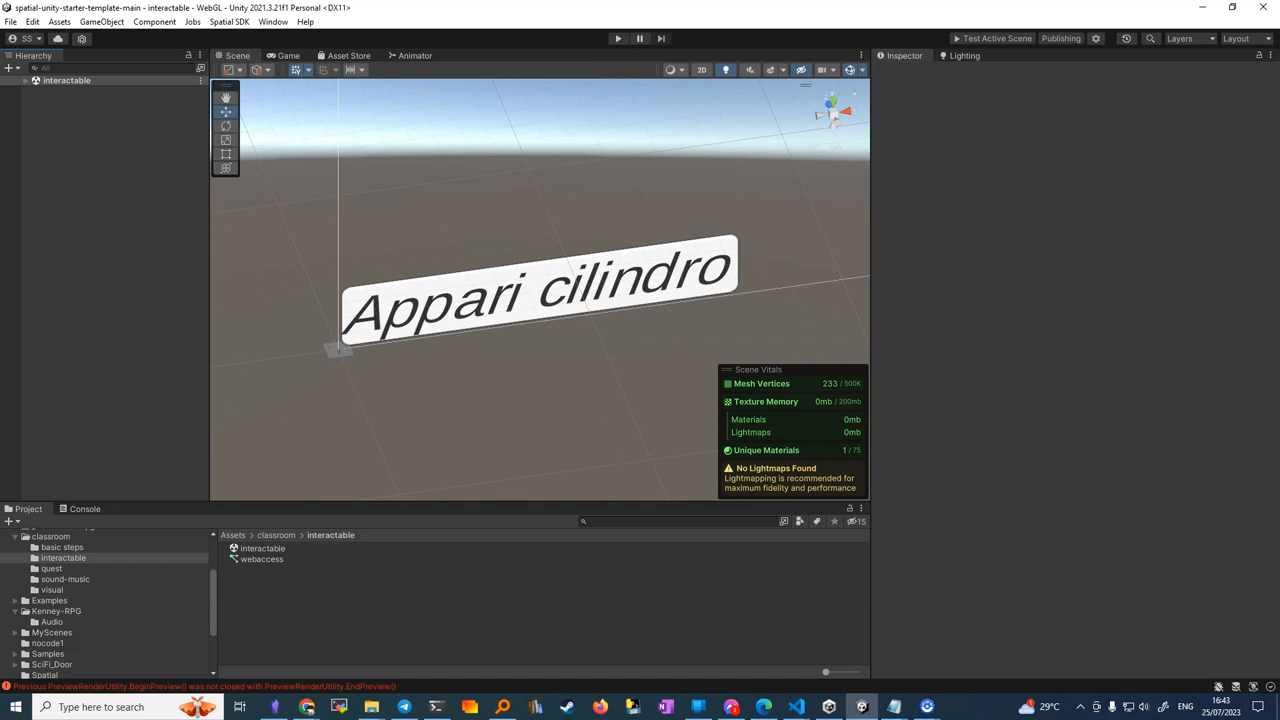 spatial-unity-starter-template-main - interactable - WebGL - Unity 2021.3.21f1 Personal <DX11>
File Edit Assets GameObject Component Jobs Spatial SDK Window Help
SS
Test Active Scene Publishing Layers Layout
Hierarchy Scene Game Asset Store Animator Inspector Lighting
All
2D
interactable
Appari cilindro
Scene Vitals
Mesh Vertices 233 / 500K
Texture Memory 0mb / 200mb
Materials 0mb
Lightmaps 0mb
Unique Materials 1 / 75
No Lightmaps Found
Lightmapping is recommended for
maximum fidelity and performance
Project Console
15
classroom
basic steps
interactable
quest
sound-music
visual
Examples
Kenney-RPG
Audio
MyScenes
nocode1
Samples
SciFi_Door
Spatial
Assets > classroom > interactable
interactable
webaccess
Previous PreviewRenderUtility.BeginPreview() was not closed with PreviewRenderUtility.EndPreview()
Type here to search
29°C
ENG
16:43
25/07/2023